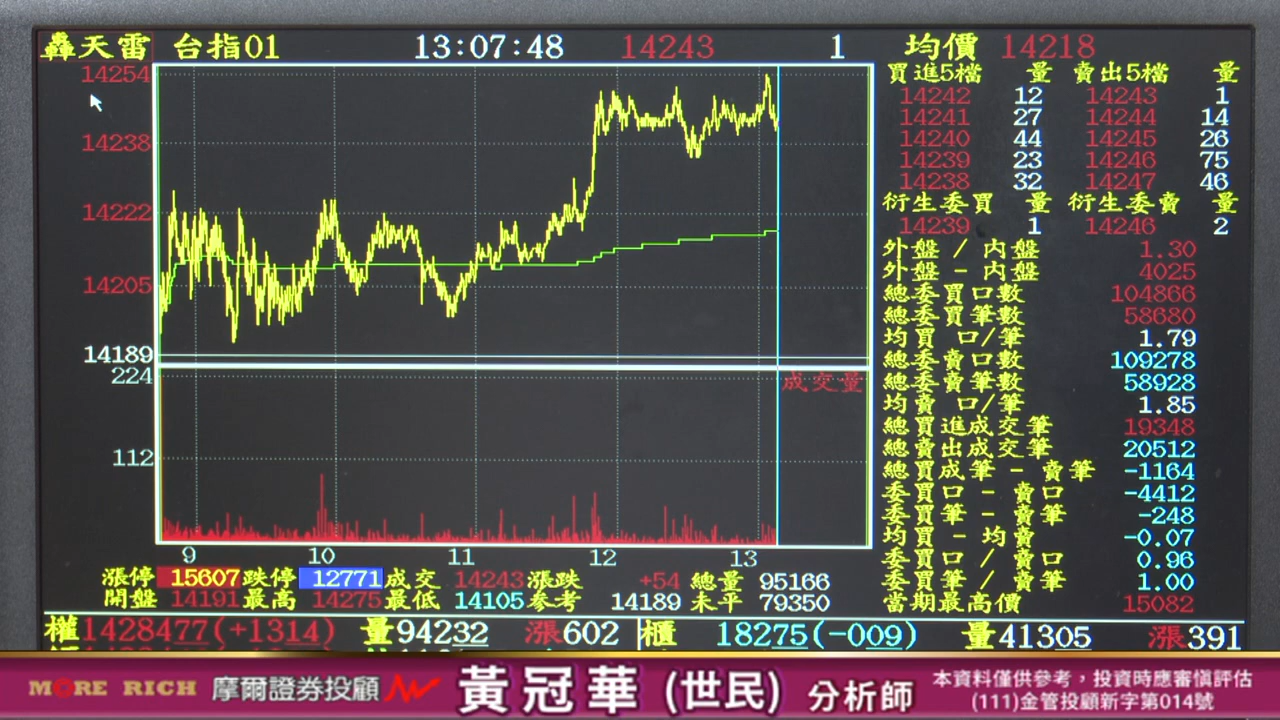 轟天雷 台指01 13:07:48 14243 1 均價 14218
14254
14238
14222
14205
14189
224
112
成交量
9 10 11 12 13
買進5檔 量 賣出5檔 量
14242 12 14243 1
14241 27 14244 14
14240 44 14245 26
14239 23 14246 75
14238 32 14247 46
衍生委買 量 衍生委賣 量
14239 1 14246 2
外盤 / 內盤 1.30
外盤 - 內盤 4025
總委買口數 104866
總委買筆數 58680
均買 口/筆 1.79
總委賣口數 109278
總委賣筆數 58928
均賣 口/筆 1.85
總買進成交筆 19348
總賣出成交筆 20512
總買成筆 - 賣筆 -1164
委買口 - 賣口 -4412
委買筆 - 賣筆 -248
均買 - 均賣 -0.07
委買口 / 賣口 0.96
委買筆 / 賣筆 1.00
當期最高價 15082
漲停 15607 跌停 12771 成交 14243 漲跌 +54 總量 95166
開盤 14191 最高 14275 最低 14105 參考 14189 未平 79350
權1428477(+1314) 量94232 漲602 櫃 18275(-009) 量41305 漲391
MORE RICH 摩爾證券投顧 黃冠華 (世民) 分析師
本資料僅供參考，投資時應審慎評估
(111)金管投顧新字第014號